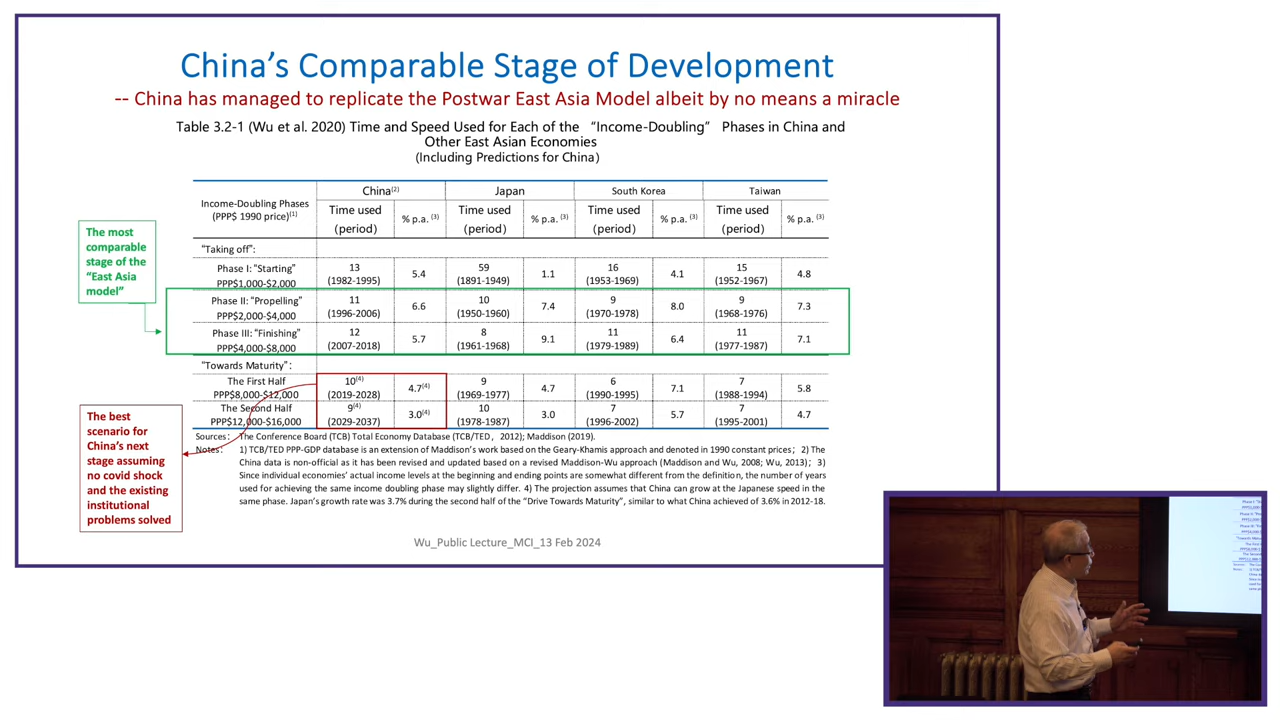 China's Comparable Stage of Development
-- China has managed to replicate the Postwar East Asia Model albeit by no means a miracle
Table 3.2-1 (Wu et al. 2020) Time and Speed Used for Each of the “Income-Doubling” Phases in China and
Other East Asian Economies
(Including Predictions for China)
Income-Doubling Phases
(PPP$ 1990 price)(1)
China(2) Japan South Korea Taiwan
Time used % p.a. (3) Time used % p.a. (3) Time used % p.a. (3) Time used % p.a. (3)
(period) (period) (period) (period)
“Taking off”:
Phase I: “Starting” 13 5.4 59 1.1 16 4.1 15 4.8
PPP$1,000-$2,000 (1982-1995) (1891-1949) (1953-1969) (1952-1967)
Phase II: “Propelling” 11 6.6 10 7.4 9 8.0 9 7.3
PPP$2,000-$4,000 (1996-2006) (1950-1960) (1970-1978) (1968-1976)
Phase III: “Finishing” 12 5.7 8 9.1 11 6.4 11 7.1
PPP$4,000-$8,000 (2007-2018) (1961-1968) (1979-1989) (1977-1987)
“Towards Maturity”:
The First Half 10(4) 4.7(4) 9 4.7 6 7.1 7 5.8
PPP$8,000-$12,000 (2019-2028) (1969-1977) (1990-1995) (1988-1994)
The Second Half 9(4) 3.0(4) 10 3.0 7 5.7 7 4.7
PPP$12,000-$16,000 (2029-2037) (1978-1987) (1996-2002) (1995-2001)
Sources: The Conference Board (TCB) Total Economy Database (TCB/TED, 2012); Maddison (2019).
Notes: 1) TCB/TED PPP-GDP database is an extension of Maddison's work based on the Geary-Khamis approach and denoted in 1990 constant prices; 2) The
China data is non-official as it has been revised and updated based on a revised Maddison-Wu approach (Maddison and Wu, 2008; Wu, 2013); 3)
Since individual economies' actual income levels at the beginning and ending points are somewhat different from the definition, the number of years
used for achieving the same income doubling phase may slightly differ. 4) The projection assumes that China can grow at the Japanese speed in the
same phase. Japan's growth rate was 3.7% during the second half of the “Drive Towards Maturity”, similar to what China achieved of 3.6% in 2012-18.
The most
comparable
stage of the
“East Asia
model”
The best
scenario for
China's next
stage assuming
no covid shock
and the existing
institutional
problems solved
Wu_Public Lecture_MCI_13 Feb 2024